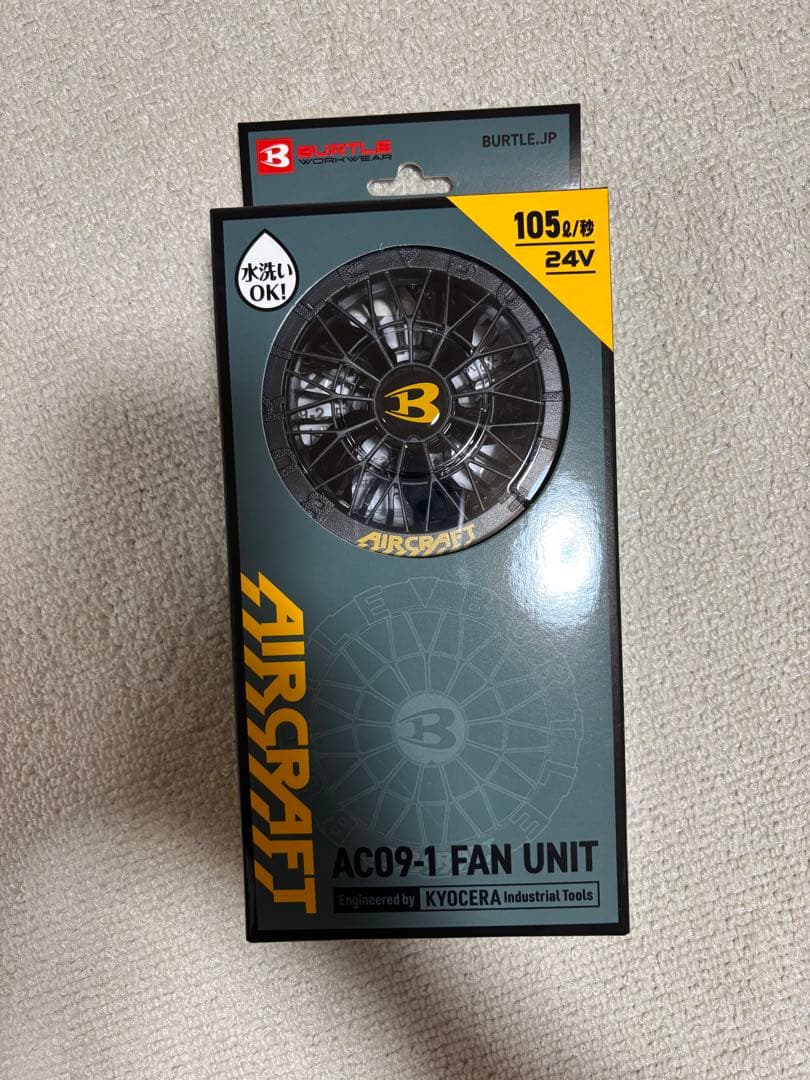 BURTLE
WORKWEAR
BURTLE.JP
105ℓ/秒
24V
水洗い
OK!
B
AIRCRAFT
AIRCRAFT
B
AC09-1 FAN UNIT
Engineered by KYOCERA Industrial Tools